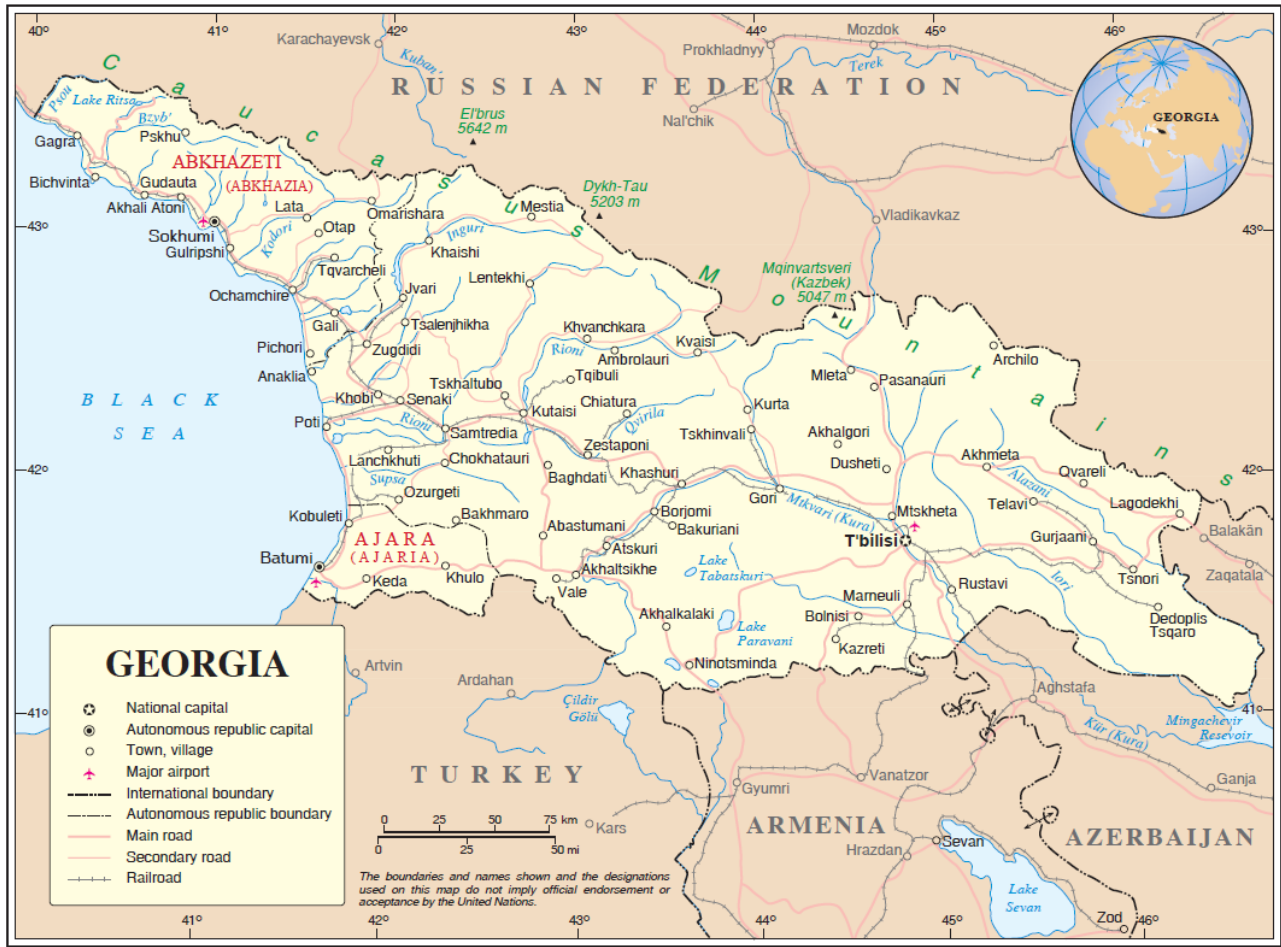 40°
41°
42°
43°
44°
45°
Karachayevsk
Kuban'
Prokhladnyy
Mozdok
Terek
RUSSIAN FEDERATION
Caucasus Mountains
Psou
Lake Ritsa
Bzyb'
El'brus
5642 m
Nal'chik
GEORGIA
Gagra
Pskhu
ABKHAZETI
(ABKHAZIA)
Bichvinta
Gudauta
Akhali Atoni
Lata
Omarishara
Mestia
Dykh-Tau
5203 m
Vladikavkaz
43°
43°
Sokhumi
Gulripshi
Kodori
Otap
Inguri
Khaishi
Tqvarcheli
Lentekhi
Mqinvartsveri
(Kazbek)
5047 m
Ochamchire
Jvari
Gali
Tsalenjhikha
Khvanchkara
Kvaisi
Pichori
Zugdidi
Rioni
Ambrolauri
Archilo
Anaklia
Tqibuli
Mleta
Pasanauri
BLACK
SEA
Khobi
Senaki
Tskhaltubo
Kutaisi
Chiatura
Kurta
Poti
Rioni
Samtredia
Qvirila
Tskhinvali
Akhalgori
Zestaponi
42°
42°
Lanchkhuti
Chokhatauri
Supsa
Baghdati
Khashuri
Dusheti
Akhmeta
Qvareli
Alazani
Ozurgeti
Gori
Mtkvari (Kura)
Telavi
Lagodekhi
Kobuleti
Bakhmaro
Borjomi
Mtskheta
Balakān
AJARA
(AJARIA)
Abastumani
Bakuriani
T'bilisi
Gurjaani
Batumi
Atskuri
Lake
Tabatskuri
Zaqatala
Keda
Khulo
Akhaltsikhe
Vale
Rustavi
Iori
Tsnori
Akhalkalaki
Marneuli
Bolnisi
Dedoplis
Tsqaro
Lake
Paravani
Kazreti
Ninotsminda
Artvin
Ardahan
Çildir
Gölü
Aghstafa
41°
41°
Mingachevir
Resevoir
Kür (Kura)
TURKEY
Vanatzor
Ganja
Gyumri
Kars
ARMENIA
AZERBAIJAN
Hrazdan
Sevan
Lake
Sevan
Zod
GEORGIA
National capital
Autonomous republic capital
Town, village
Major airport
International boundary
Autonomous republic boundary
Main road
Secondary road
Railroad
0 25 50 75 km
0 25 50 mi
The boundaries and names shown and the designations
used on this map do not imply official endorsement or
acceptance by the United Nations.
41°
42°
43°
44°
45°
46°